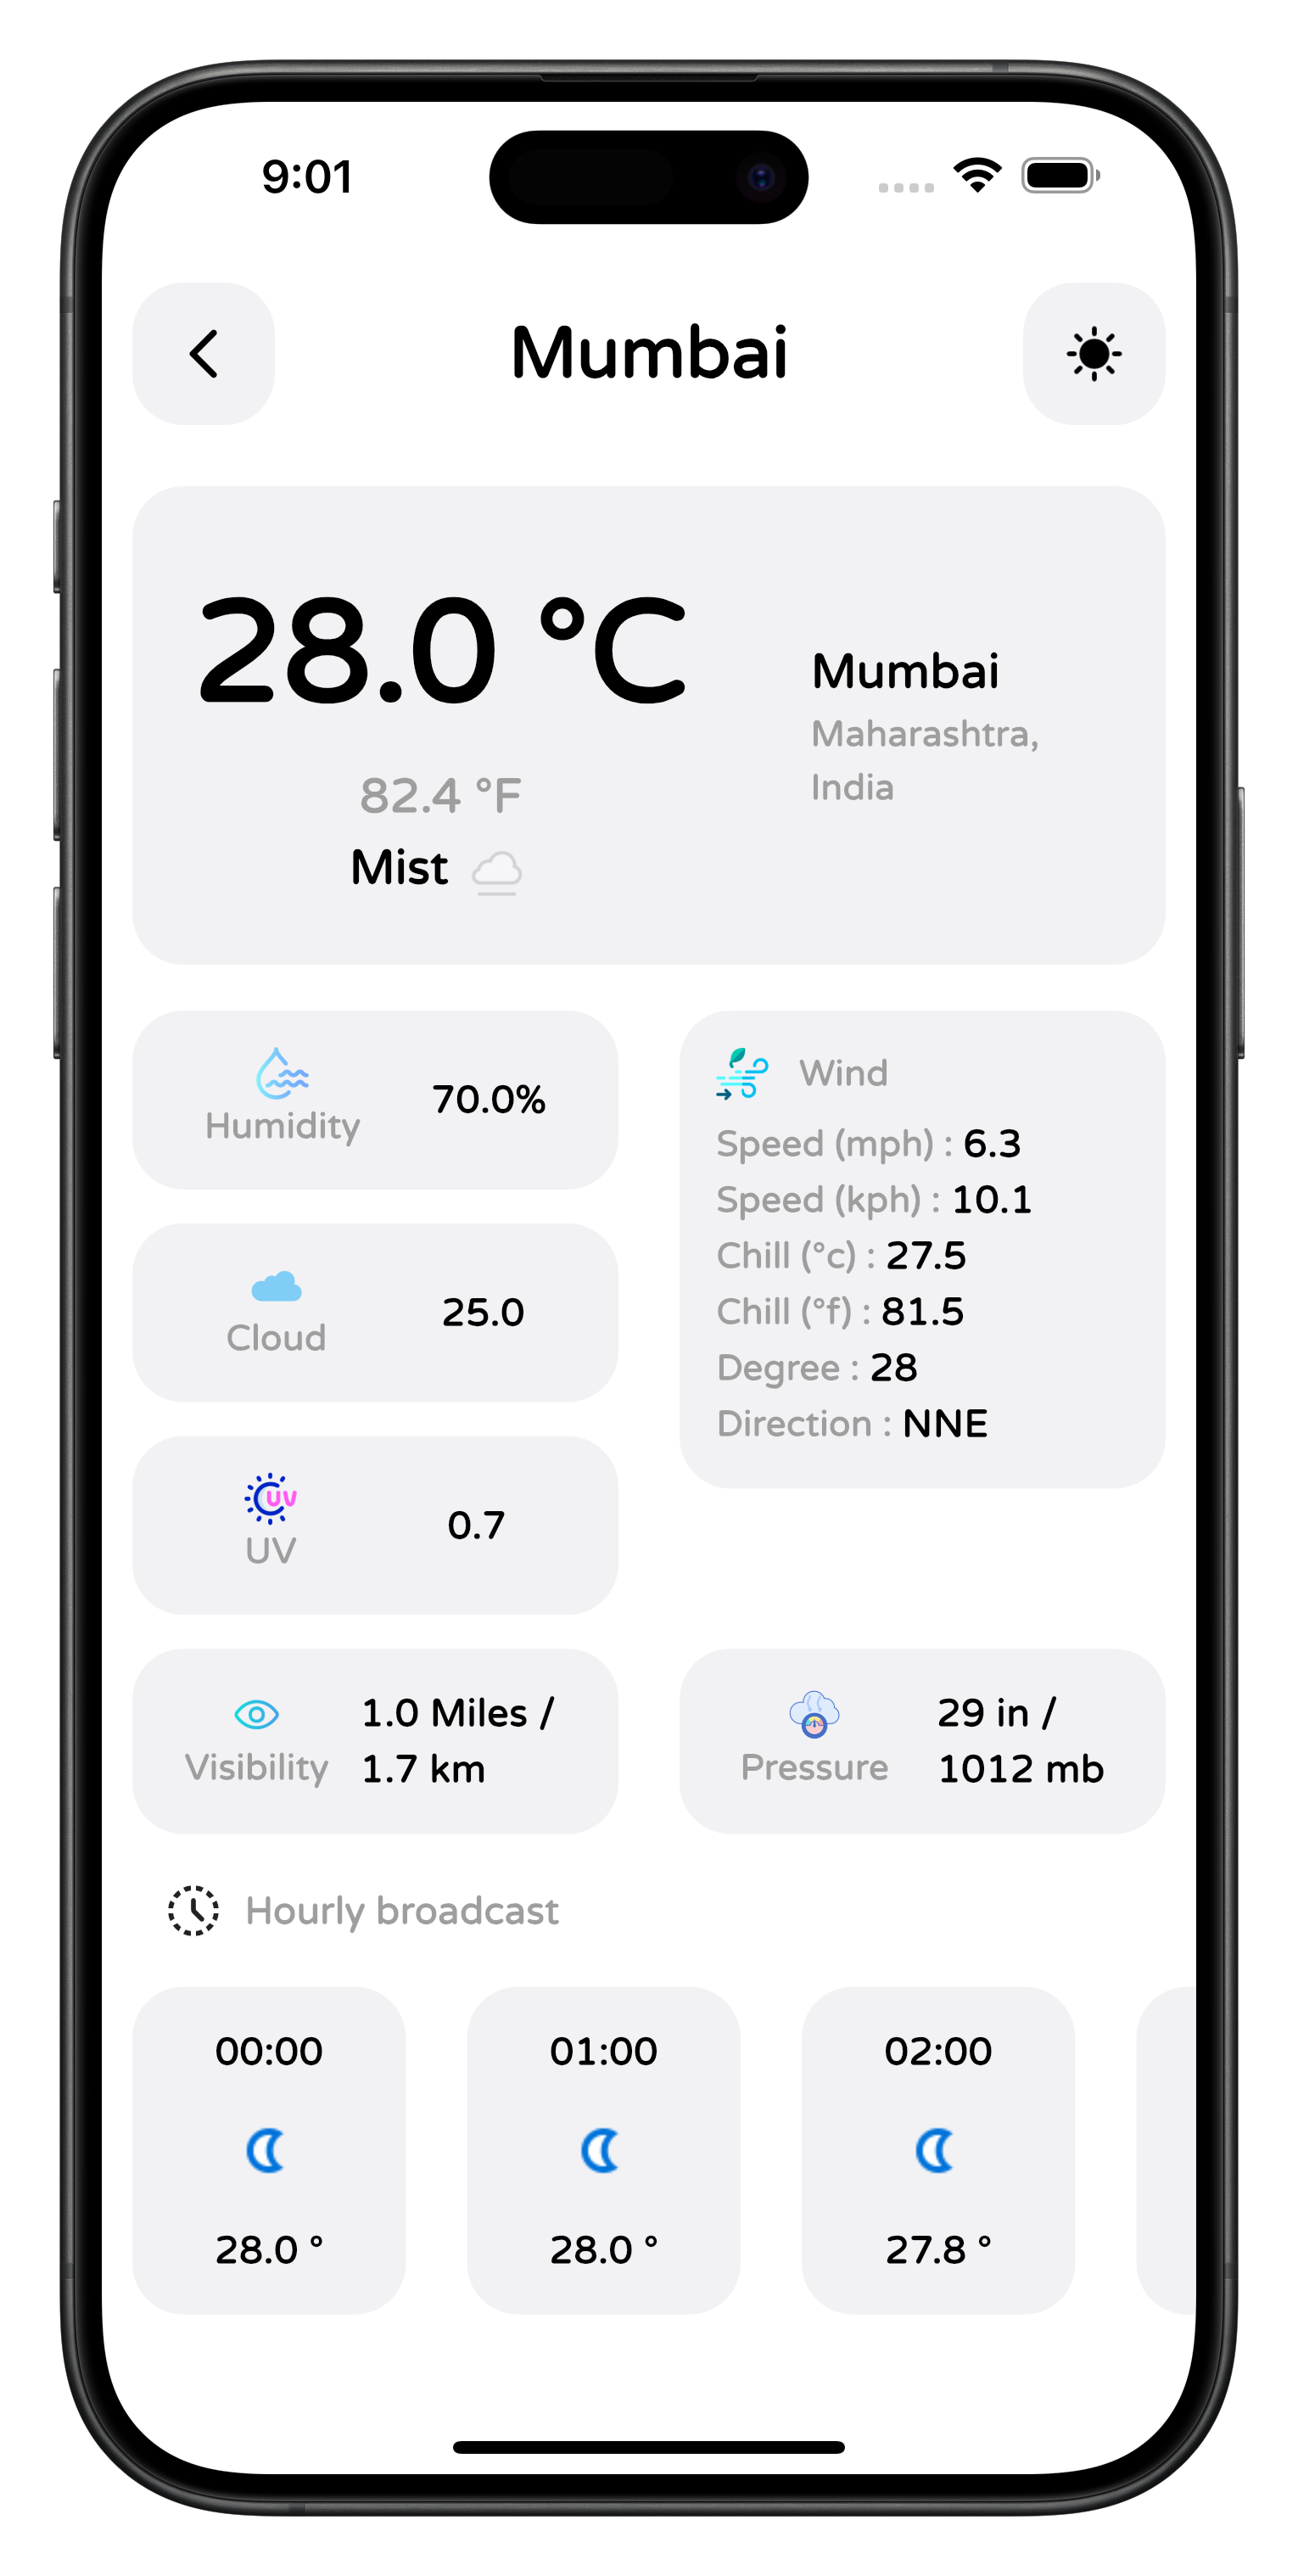 9:01
Mumbai
28.0 °C
82.4 °F
Mist
Mumbai
Maharashtra,
India
Humidity
70.0%
Cloud
25.0
UV
UV
0.7
Wind
Speed (mph) : 6.3
Speed (kph) : 10.1
Chill (°c) : 27.5
Chill (°f) : 81.5
Degree : 28
Direction : NNE
Visibility
1.0 Miles /
1.7 km
Pressure
29 in /
1012 mb
Hourly broadcast
00:00
28.0 °
01:00
28.0 °
02:00
27.8 °